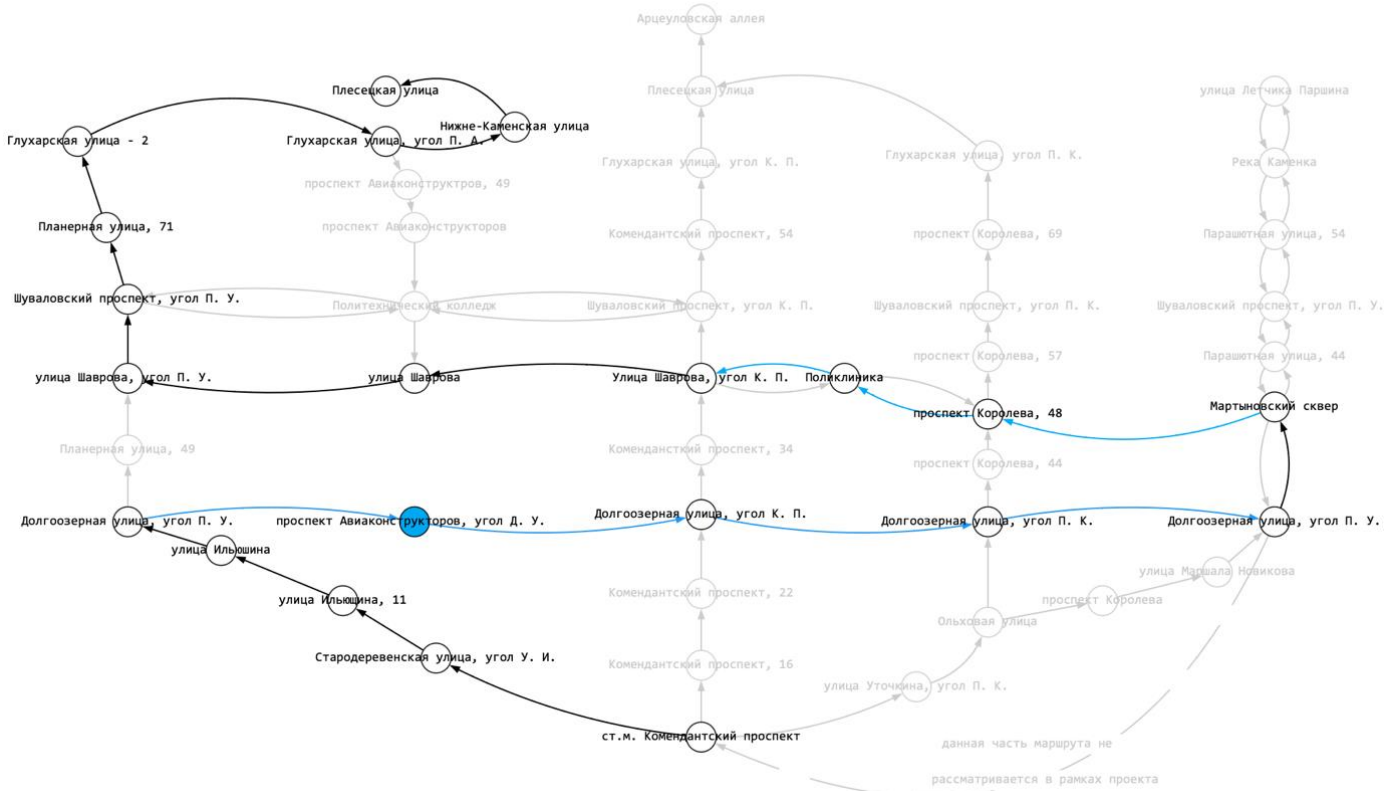 Арцеуловская аллея
Плесецкая улица
Плесецкая улица
улица Летчика Паршина
Нижне-Каменская улица
Глухарская улица - 2
Глухарская улица, угол П. А.
Глухарская улица, угол К. П.
Глухарская улица, угол П. К.
Река Каменка
проспект Авиаконструктров, 49
Планерная улица, 71
проспект Авиаконструкторов
Комендантский проспект, 54
проспект Королева, 69
Парашютная улица, 54
Шуваловский проспект, угол П. У.
Политехнический колледж
Шуваловский проспект, угол К. П.
Шуваловский проспект, угол П. К.
Шуваловский проспект, угол П. У.
проспект Королева, 57
Парашютная улица, 44
улица Шаврова, угол П. У.
улица Шаврова
Улица Шаврова, угол К. П.
Поликлиника
проспект Королева, 48
Мартыновский сквер
Планерная улица, 49
Коменданский проспект, 34
проспект Королева, 44
Долгоозерная улица, угол П. У.
проспект Авиаконструкторов, угол Д. У.
Долгоозерная улица, угол К. П.
Долгоозерная улица, угол П. К.
Долгоозерная улица, угол П. У.
улица Ильюшина
улица Маршала Новикова
улица Ильюшина, 11
Комендантский проспект, 22
проспект Королева
Ольховая улица
Стародеревенская улица, угол У. И.
Комендантский проспект, 16
улица Уточкина, угол П. К.
ст.м. Комендантский проспект
данная часть маршрута не
рассматривается в рамках проекта